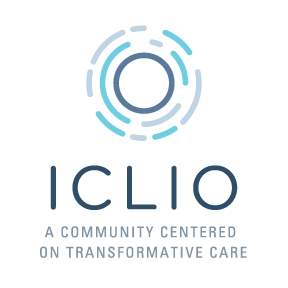 ICLIO
A COMMUNITY CENTERED
ON TRANSFORMATIVE CARE